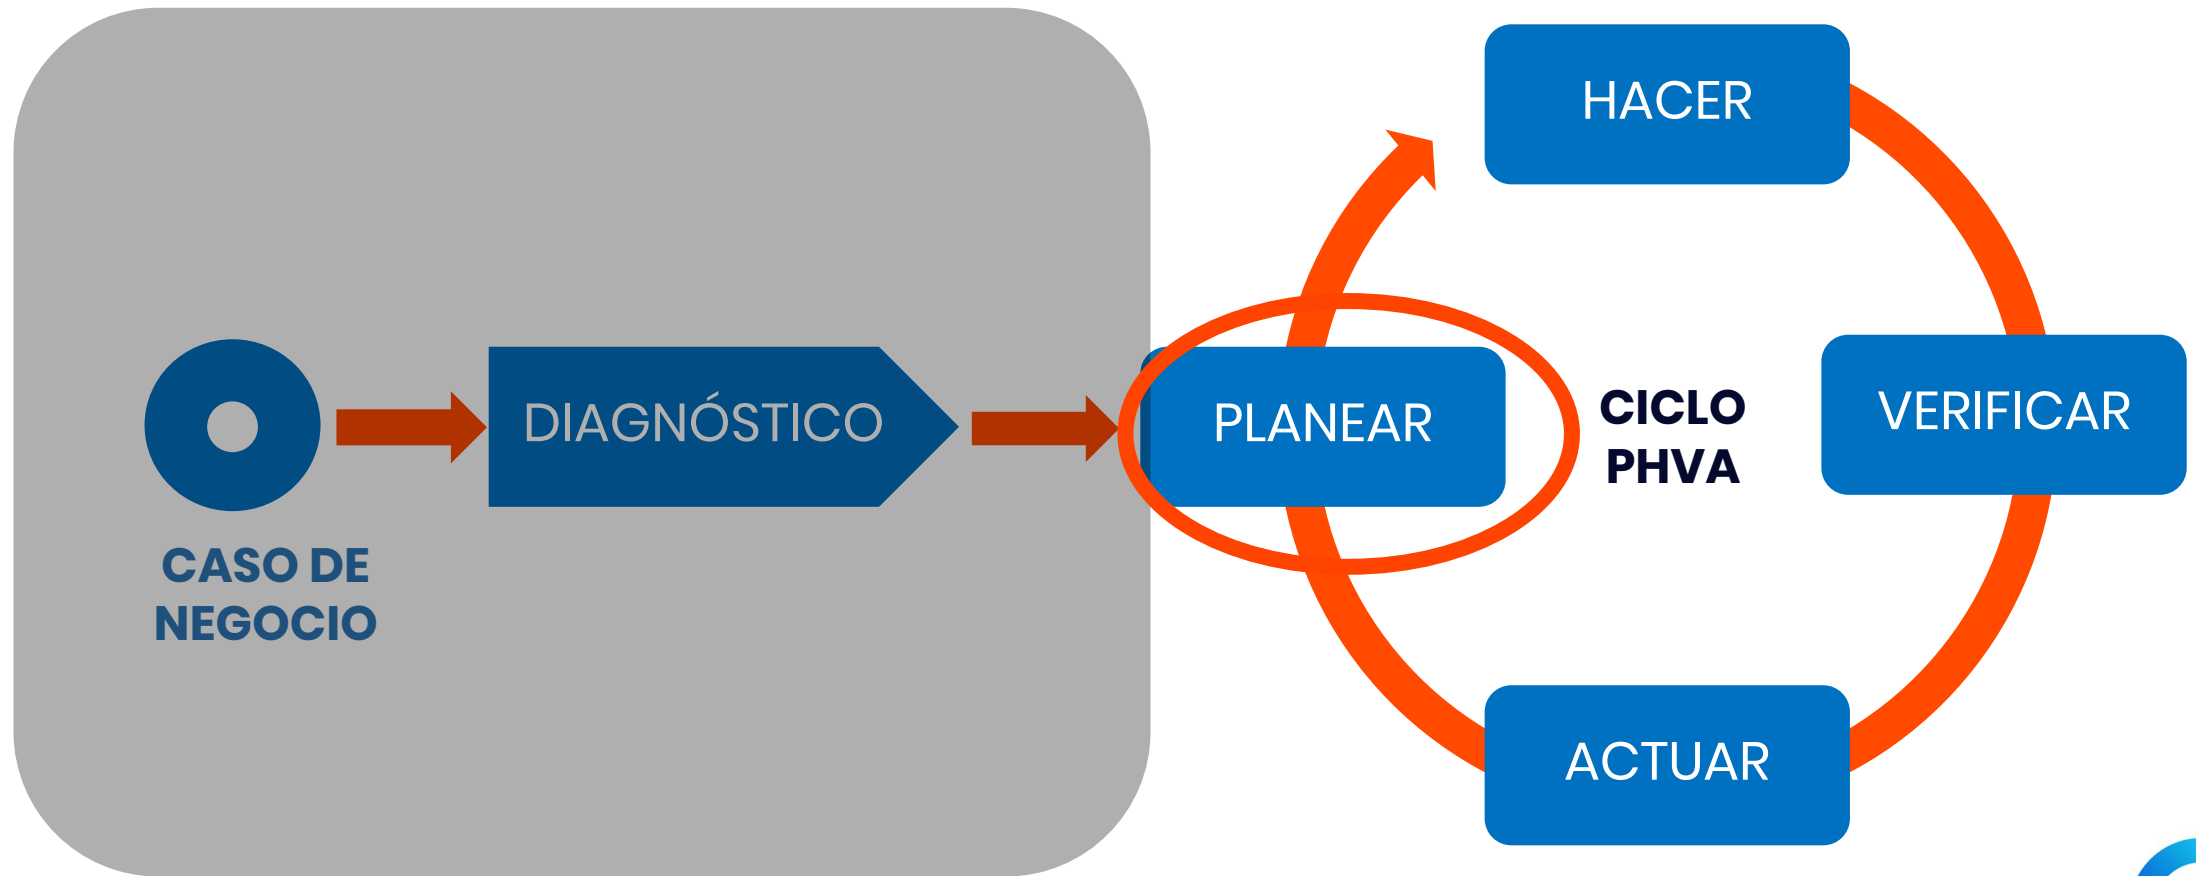 CASO DE
NEGOCIO
DIAGNÓSTICO
PLANEAR
HACER
CICLO
PHVA
VERIFICAR
ACTUAR